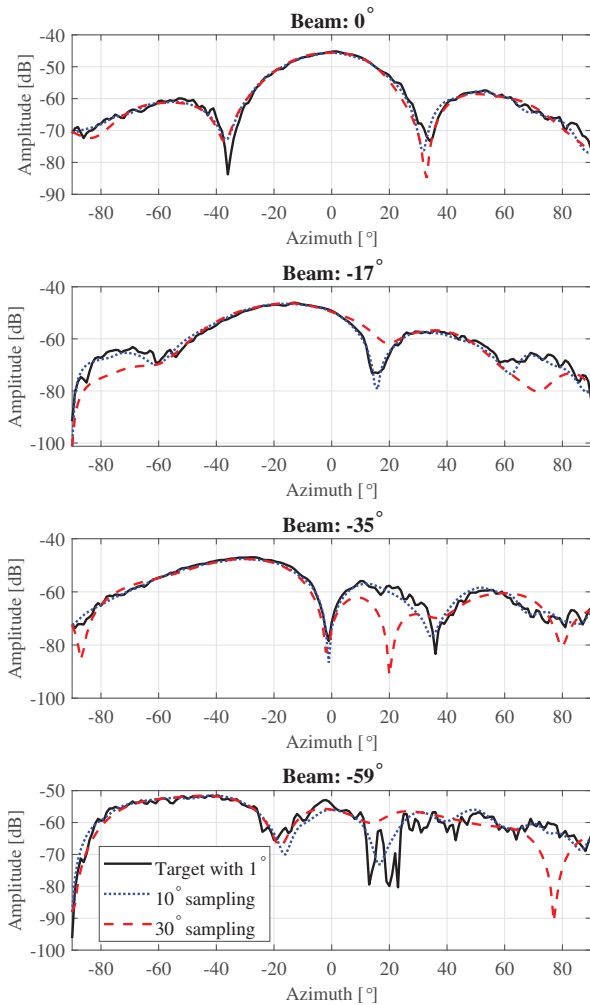 Beam: 0°
Amplitude [dB]
-40
-50
-60
-70
-80
-90
-80 -60 -40 -20 0 20 40 60 80
Azimuth [°]
Beam: -17°
Amplitude [dB]
-40
-60
-80
-100
-80 -60 -40 -20 0 20 40 60 80
Azimuth [°]
Beam: -35°
Amplitude [dB]
-40
-60
-80
-100
-80 -60 -40 -20 0 20 40 60 80
Azimuth [°]
Beam: -59°
Amplitude [dB]
-50
-60
-70
-80
-90
-100
Target with 1°
10° sampling
30° sampling
-80 -60 -40 -20 0 20 40 60 80
Azimuth [°]